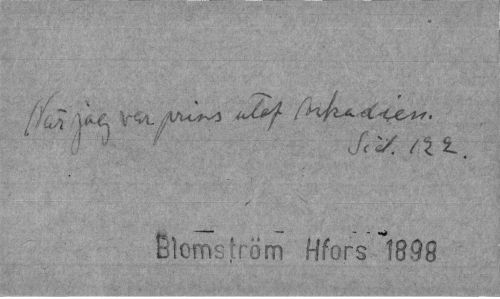 När jag var prins utaf Arkadien.
Sid. 122.
Blomström Hfors 1898